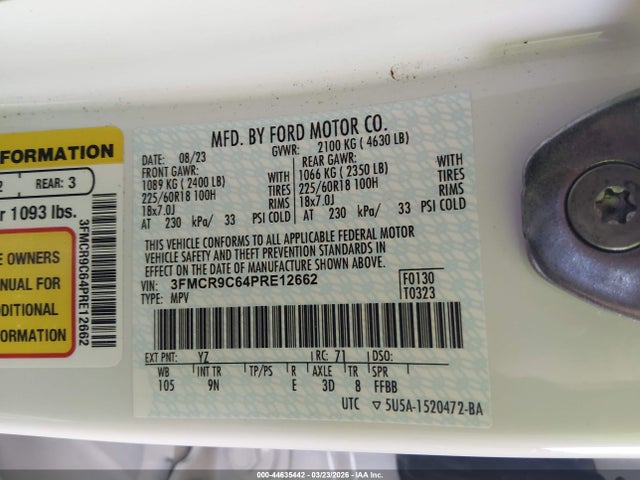 FORMATION
2 REAR: 3
r 1093 lbs.
E OWNERS
NUAL FOR
DDITIONAL
ORMATION
3FMCR9C64PRE12662
MFD. BY FORD MOTOR CO.
DATE: 08/23 GVWR: 2100 KG ( 4630 LB)
FRONT GAWR: WITH REAR GAWR: WITH
1089 KG ( 2400 LB) TIRES 1066 KG ( 2350 LB) TIRES
225/60R18 100H RIMS 225/60R18 100H RIMS
18x7.0J 18x7.0J
AT 230 kPa/ 33 PSI COLD AT 230 kPa/ 33 PSI COLD
THIS VEHICLE CONFORMS TO ALL APPLICABLE FEDERAL MOTOR
VEHICLE SAFETY AND THEFT PREVENTION STANDARDS IN
EFFECT ON THE DATE OF MANUFACTURE SHOWN ABOVE.
VIN: 3FMCR9C64PRE12662 F0130
TYPE: MPV T0323
EXT PNT: YZ RC: 71 DSO:
WB INT TR TP/PS R AXLE TR SPR
105 9N E 3D 8 FFBB
UTC ▽5U5A-1520472-BA
000-44635442 - 03/23/2026 - IAA Inc.